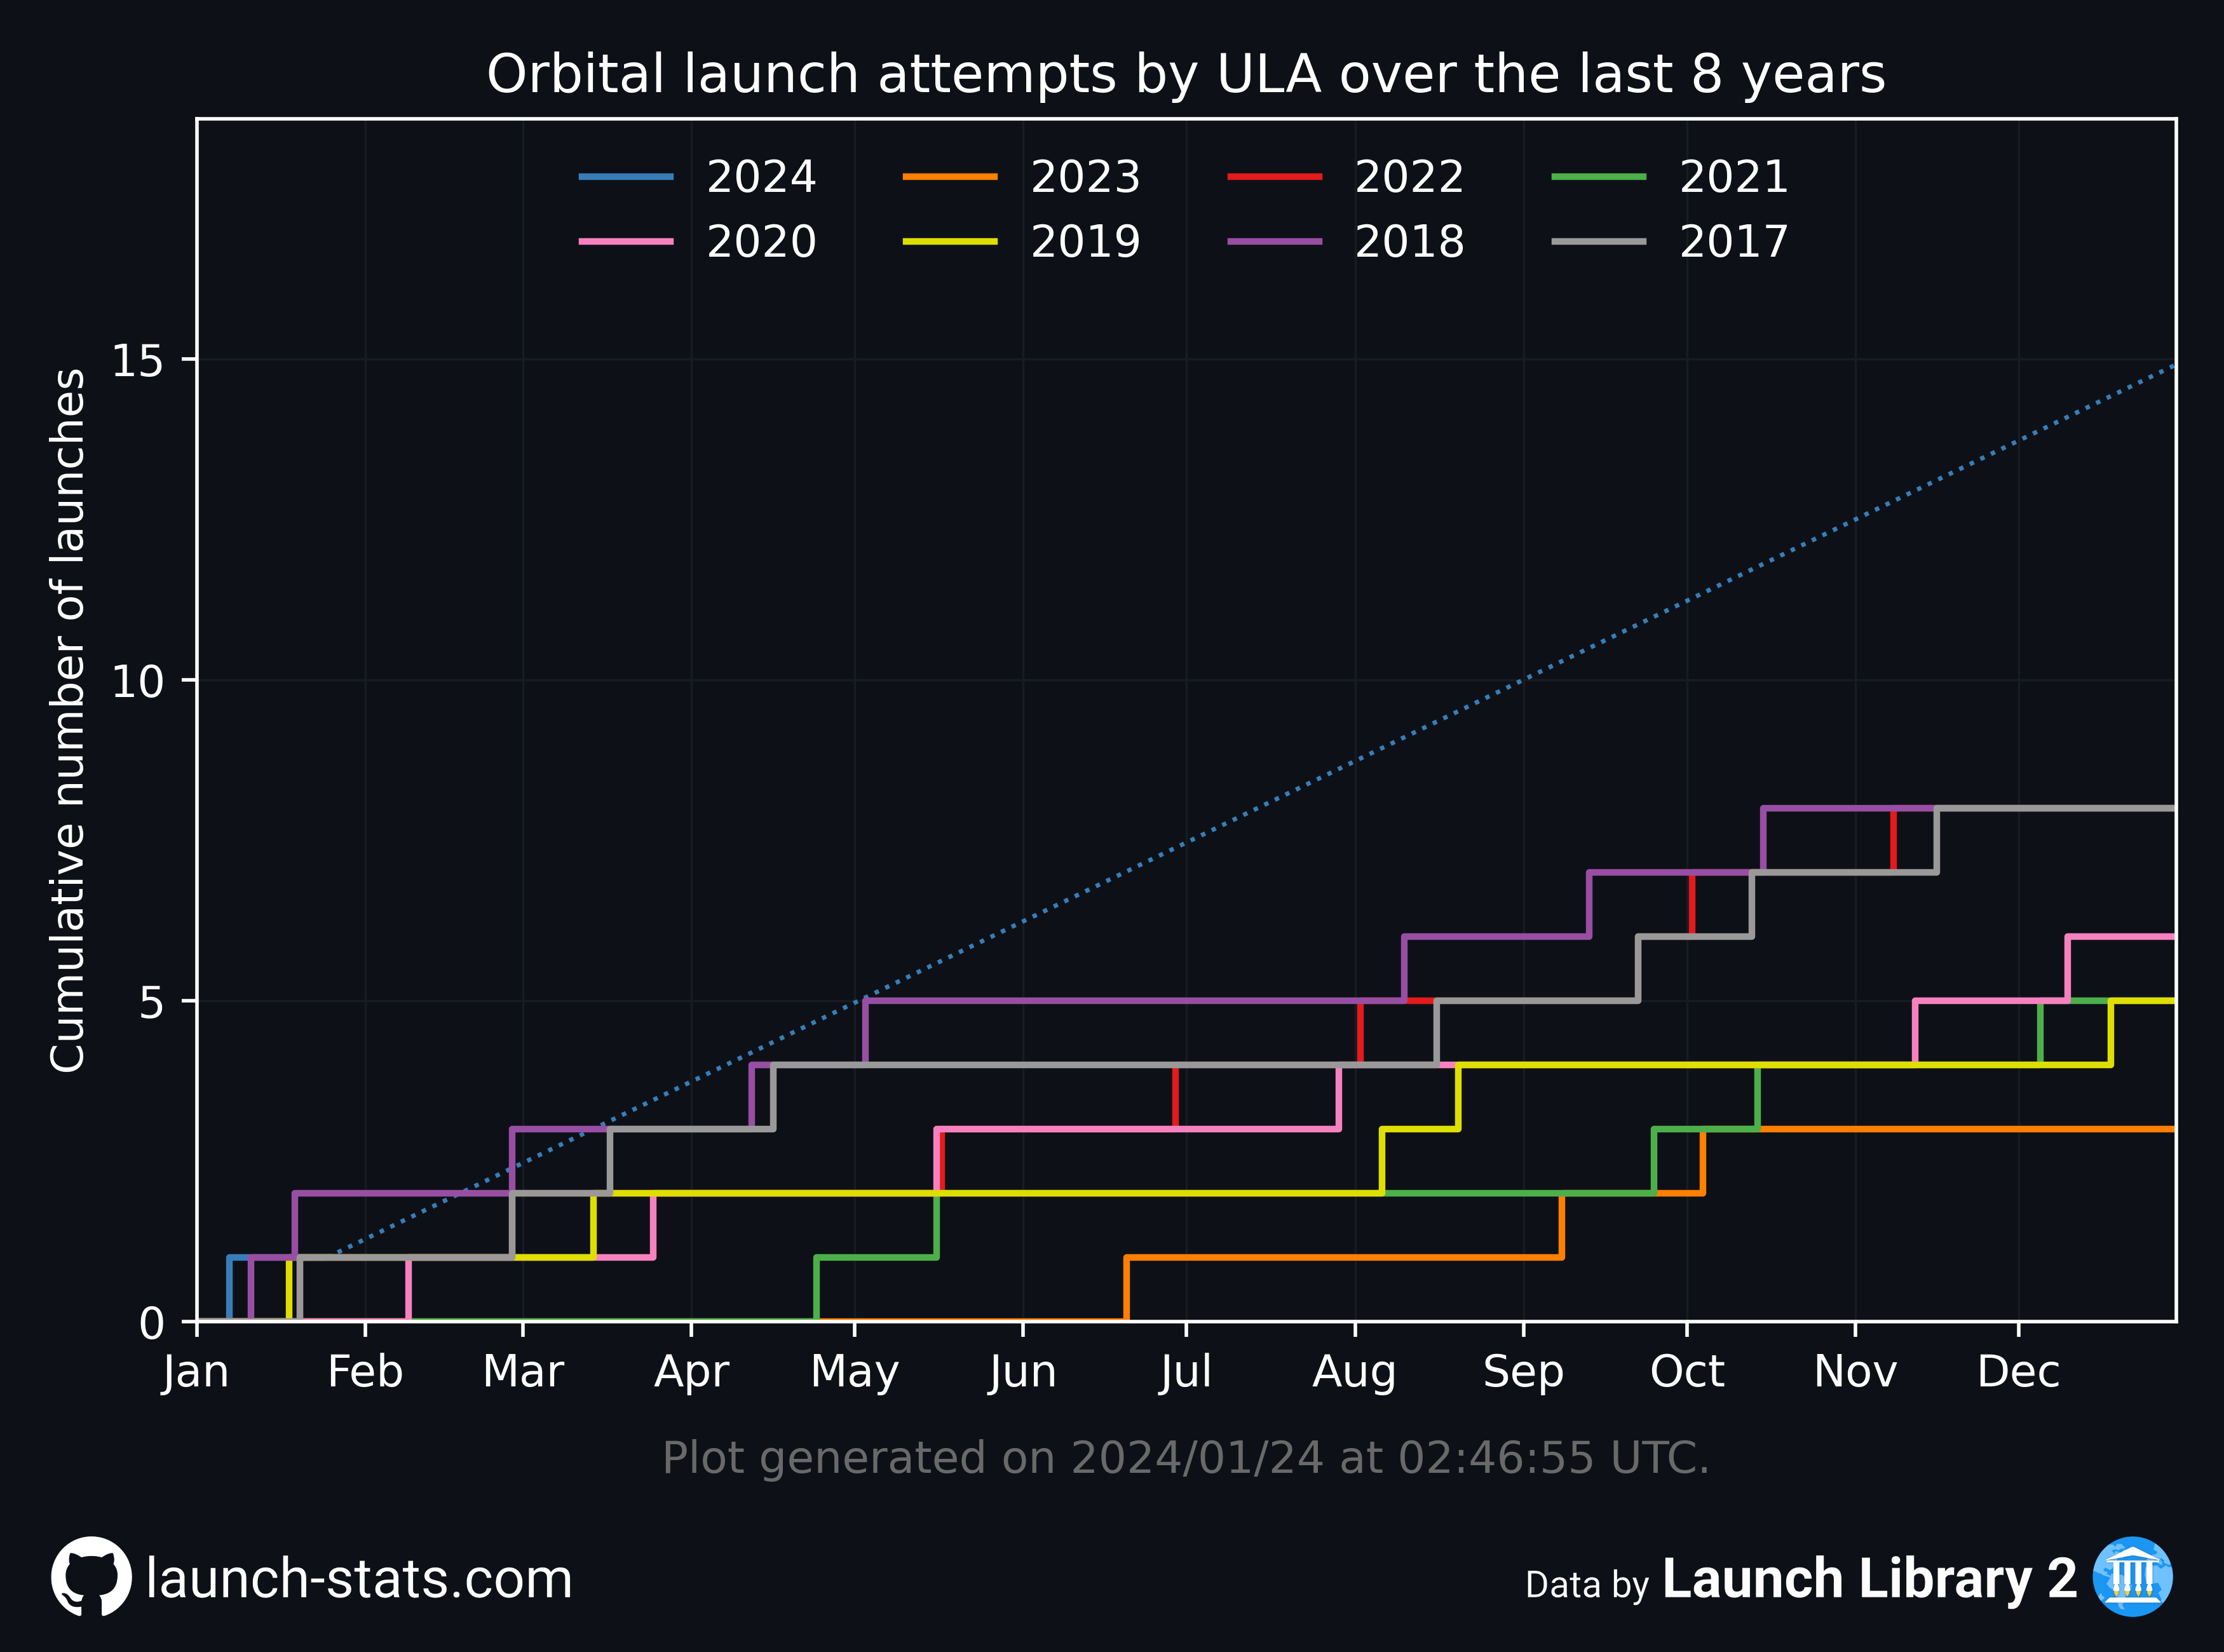 Orbital launch attempts by ULA over the last 8 years
2024 2023 2022 2021
2020 2019 2018 2017
Cumulative number of launches
15
10
5
0
Jan Feb Mar Apr May Jun Jul Aug Sep Oct Nov Dec
Plot generated on 2024/01/24 at 02:46:55 UTC.
launch-stats.com
Data by Launch Library 2